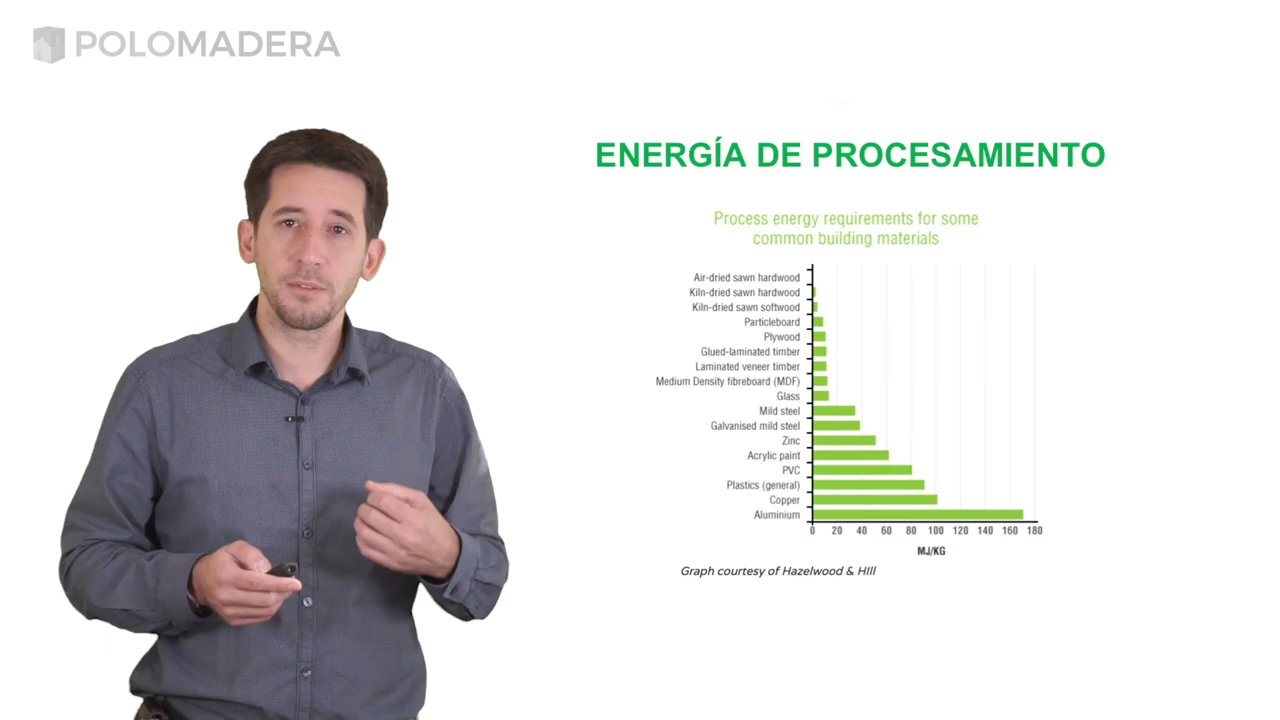 POLOMADERA
ENERGÍA DE PROCESAMIENTO
Process energy requirements for some
common building materials
Air-dried sawn hardwood
Kiln-dried sawn hardwood
Kiln-dried sawn softwood
Particleboard
Plywood
Glued-laminated timber
Laminated veneer timber
Medium Density fibreboard (MDF)
Glass
Mild steel
Galvanised mild steel
Zinc
Acrylic paint
PVC
Plastics (general)
Copper
Aluminium
0 20 40 60 80 100 120 140 160 180
MJ/KG
Graph courtesy of Hazelwood & HIll